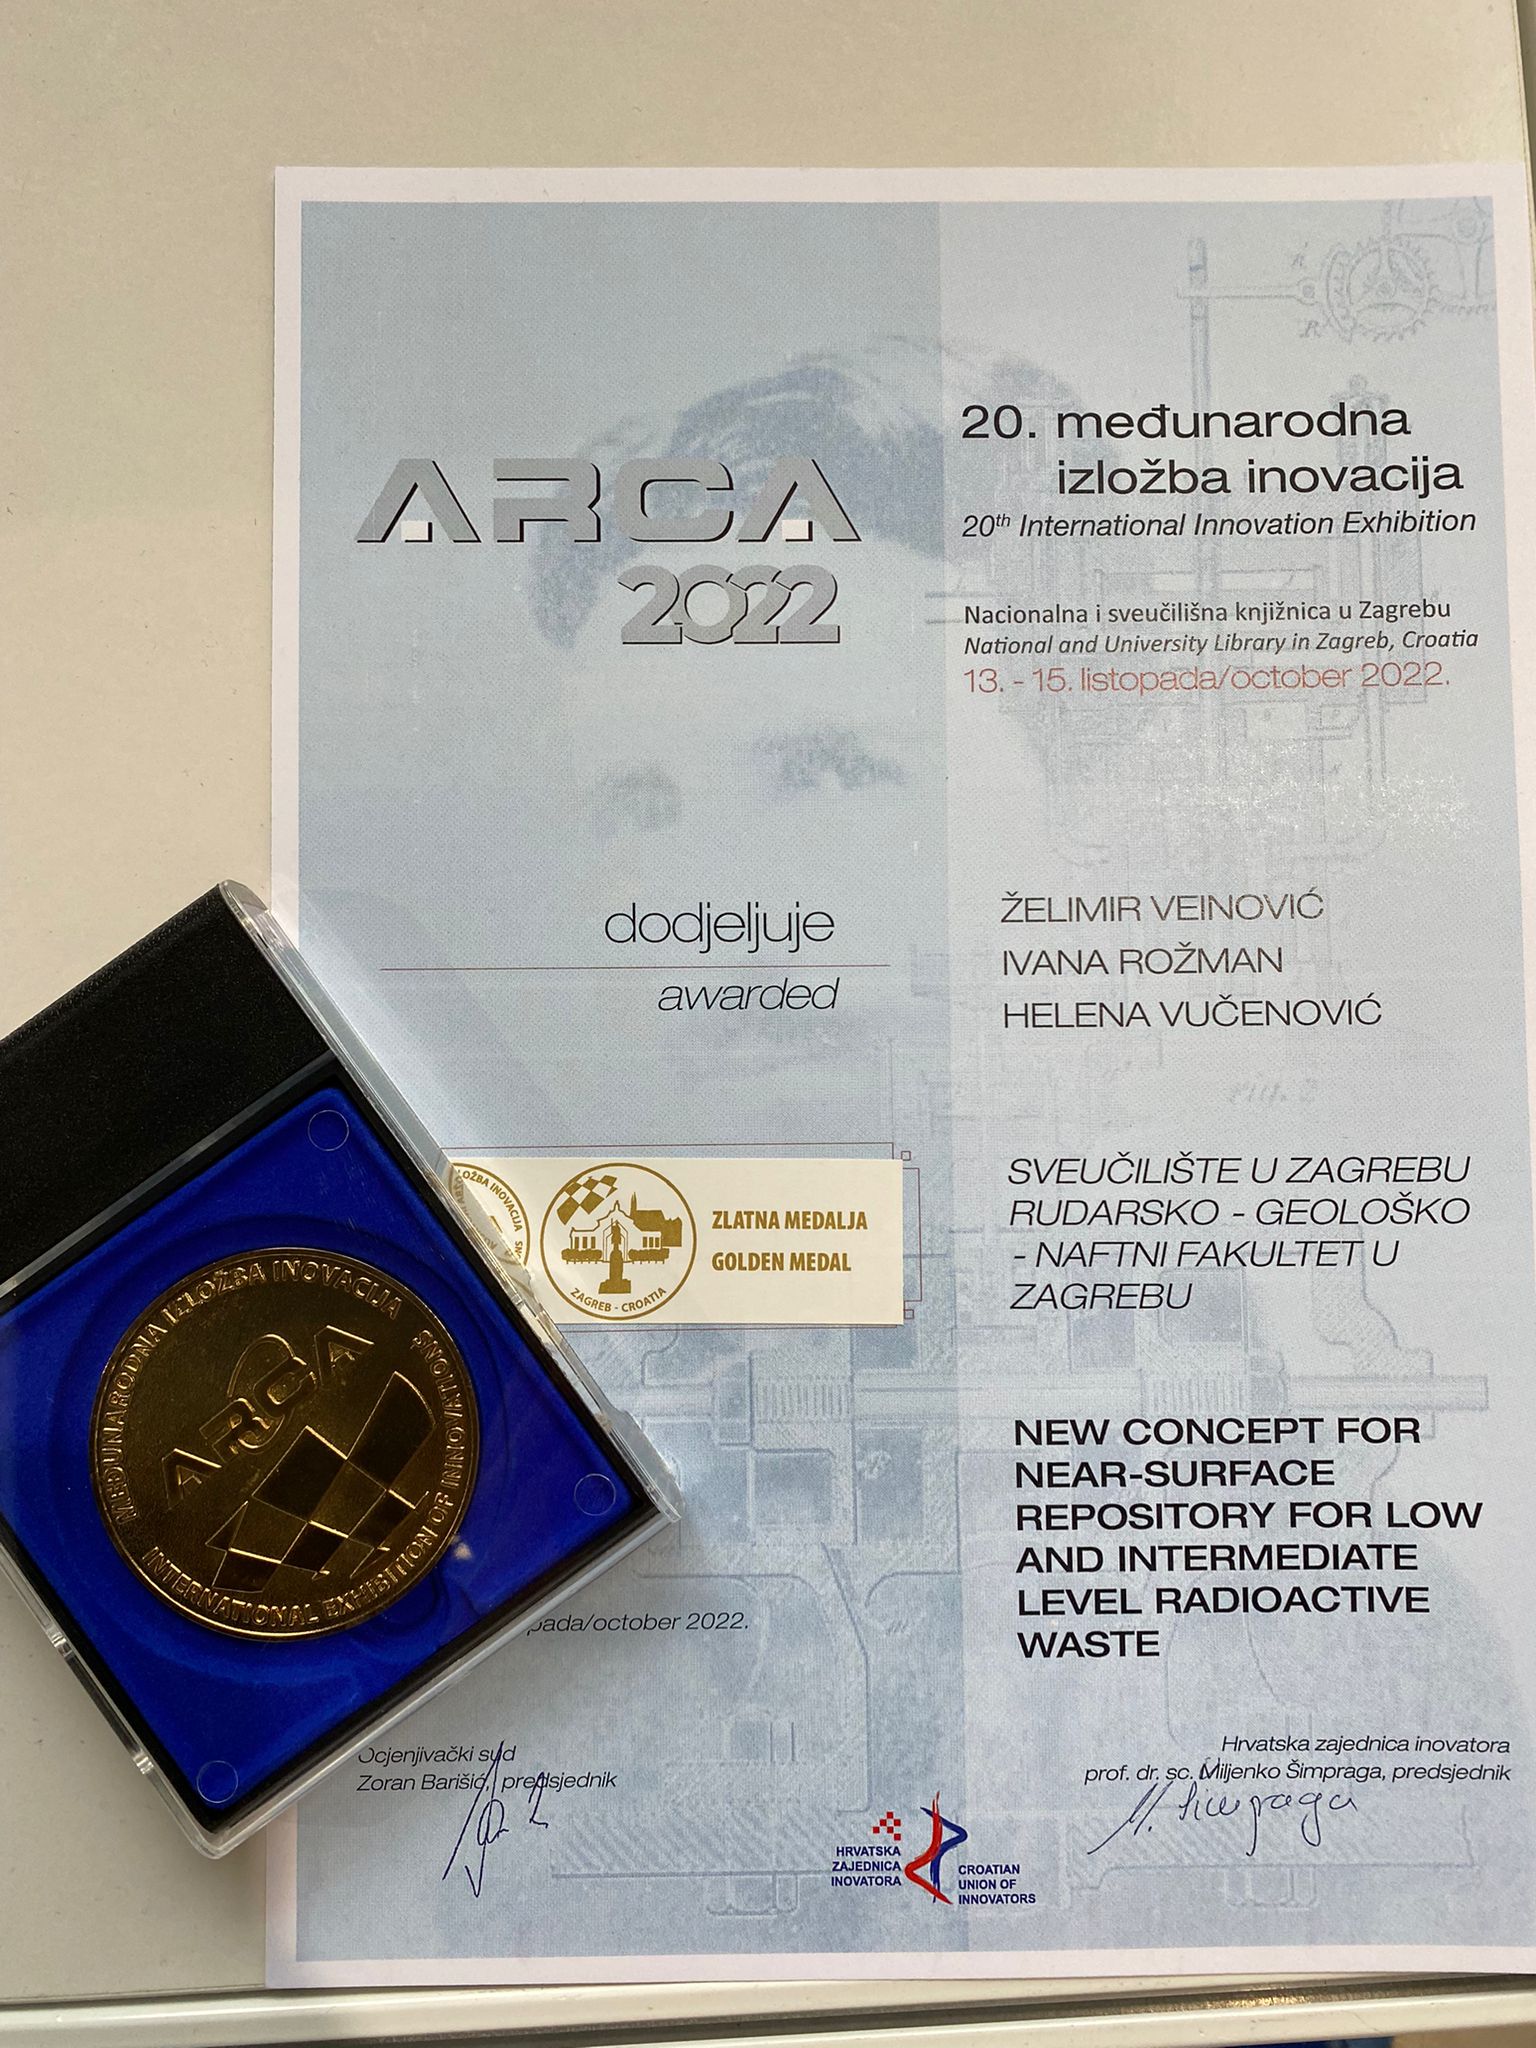 ARCA
2022
20. međunarodna
izložba inovacija
20th International Innovation Exhibition
Nacionalna i sveučilišna knjižnica u Zagrebu
National and University Library in Zagreb, Croatia
13. - 15. listopada/october 2022.
dodjeljuje
awarded
ŽELIMIR VEINOVIĆ
IVANA ROŽMAN
HELENA VUČENOVIĆ
ZLATNA MEDALJA
GOLDEN MEDAL
ZAGREB - CROATIA
IZLOŽBA INOVACIJA
SVEUČILIŠTE U ZAGREBU
RUDARSKO - GEOLOŠKO
- NAFTNI FAKULTET U
ZAGREBU
NEW CONCEPT FOR
NEAR-SURFACE
REPOSITORY FOR LOW
AND INTERMEDIATE
LEVEL RADIOACTIVE
WASTE
MEĐUNARODNA IZLOŽBA INOVACIJA
ARCA
INTERNATIONAL EXHIBITION OF INNOVATIONS
pada/october 2022.
Ocjenjivački sud
Zoran Barišić, predsjednik
Hrvatska zajednica inovatora
prof. dr. sc. Miljenko Šimpraga, predsjednik
M. Šimpraga
HRVATSKA
ZAJEDNICA
INOVATORA
CROATIAN
UNION OF
INNOVATORS